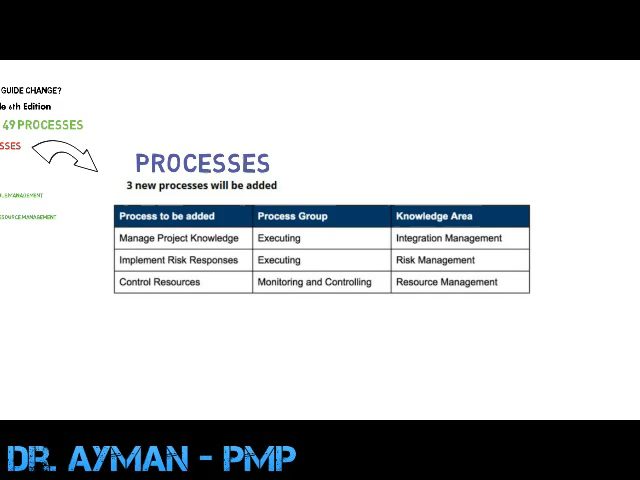 GUIDE CHANGE?
6th Edition
49 PROCESSES
PROCESSES
3 new processes will be added
Process to be added Process Group Knowledge Area
Manage Project Knowledge Executing Integration Management
Implement Risk Responses Executing Risk Management
Control Resources Monitoring and Controlling Resource Management
DR. AYMAN - PMP